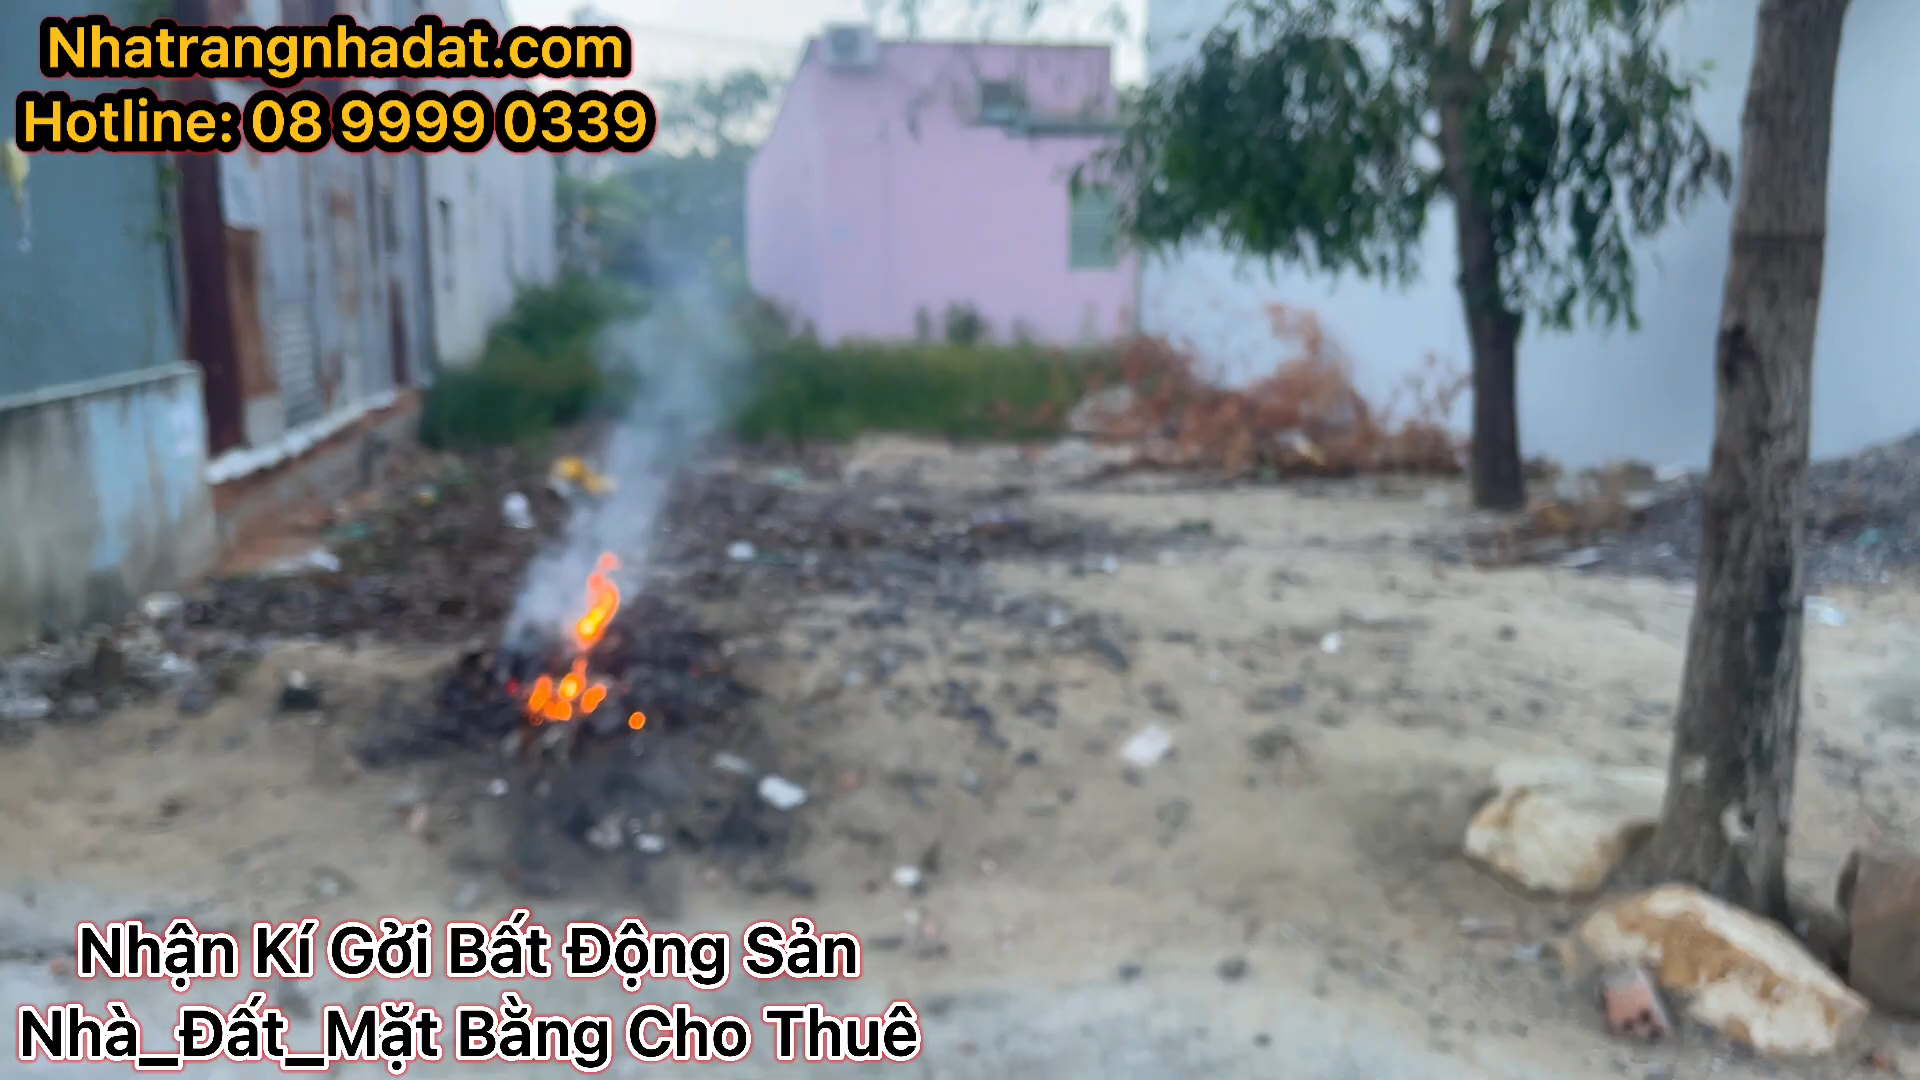 Nhatrangnhadat.com
Hotline: 08 9999 0339
Nhận Kí Gởi Bất Động Sản
Nhà_Đất_Mặt Bằng Cho Thuê